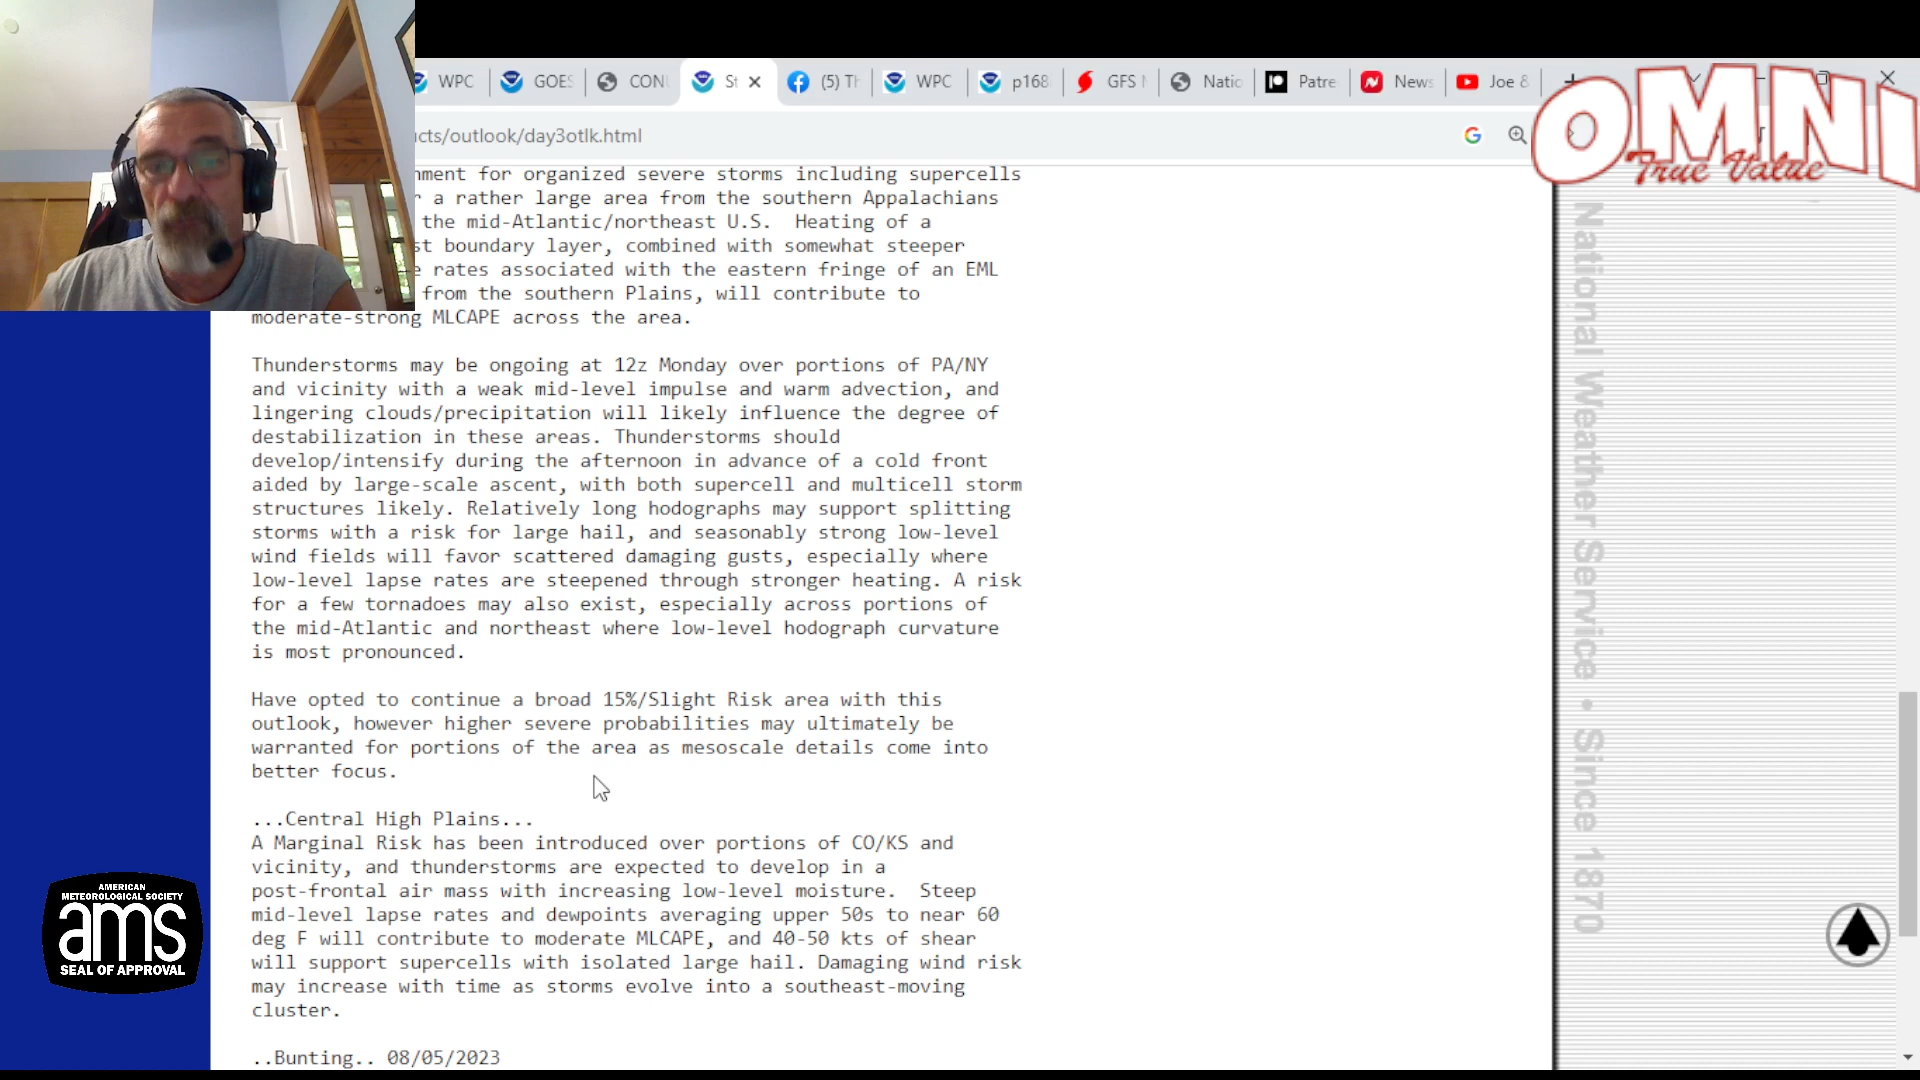 WPC
GOES
CON
St
(5) Th
WPC
p168
GFS
Natio
Patre
News
Joe &
cts/outlook/day3otlk.html
OMNI
True Value
nment for organized severe storms including supercells
a rather large area from the southern Appalachians
the mid-Atlantic/northeast U.S. Heating of a
st boundary layer, combined with somewhat steeper
e rates associated with the eastern fringe of an EML
from the southern Plains, will contribute to
moderate-strong MLCAPE across the area.
Thunderstorms may be ongoing at 12z Monday over portions of PA/NY
and vicinity with a weak mid-level impulse and warm advection, and
lingering clouds/precipitation will likely influence the degree of
destabilization in these areas. Thunderstorms should
develop/intensify during the afternoon in advance of a cold front
aided by large-scale ascent, with both supercell and multicell storm
structures likely. Relatively long hodographs may support splitting
storms with a risk for large hail, and seasonably strong low-level
wind fields will favor scattered damaging gusts, especially where
low-level lapse rates are steepened through stronger heating. A risk
for a few tornadoes may also exist, especially across portions of
the mid-Atlantic and northeast where low-level hodograph curvature
is most pronounced.
Have opted to continue a broad 15%/Slight Risk area with this
outlook, however higher severe probabilities may ultimately be
warranted for portions of the area as mesoscale details come into
better focus.
...Central High Plains...
A Marginal Risk has been introduced over portions of CO/KS and
vicinity, and thunderstorms are expected to develop in a
post-frontal air mass with increasing low-level moisture. Steep
mid-level lapse rates and dewpoints averaging upper 50s to near 60
deg F will contribute to moderate MLCAPE, and 40-50 kts of shear
will support supercells with isolated large hail. Damaging wind risk
may increase with time as storms evolve into a southeast-moving
cluster.
..Bunting.. 08/05/2023
National Weather Service • Since 1870
AMERICAN
METEOROLOGICAL SOCIETY
ams
SEAL OF APPROVAL